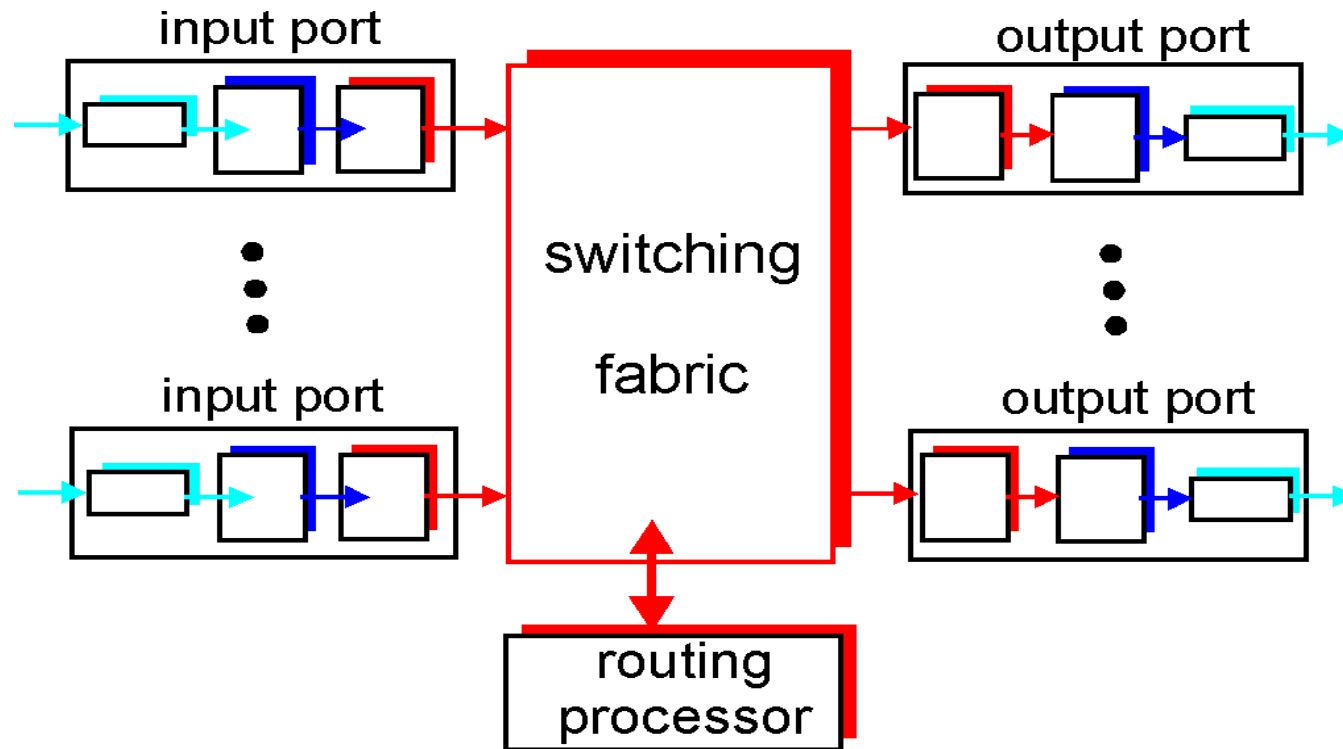 input port
output port
switching
fabric
input port
output port
routing
processor